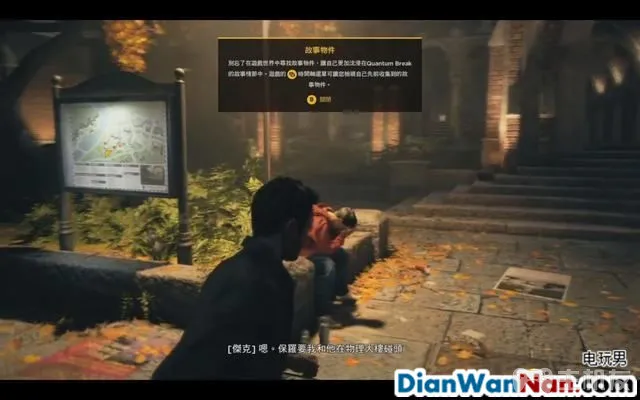 故事物件
別忘了在遊戲世界中尋找故事物件，讓自己更加沈浸在Quantum Break
的故事情節中。遊戲的 時間軸選單可讓您檢視自己先前收集到的故
事物件。
B 關閉
[傑克] 嗯。保羅要我和他在物理大樓碰頭
电玩男
DianWanNan.com